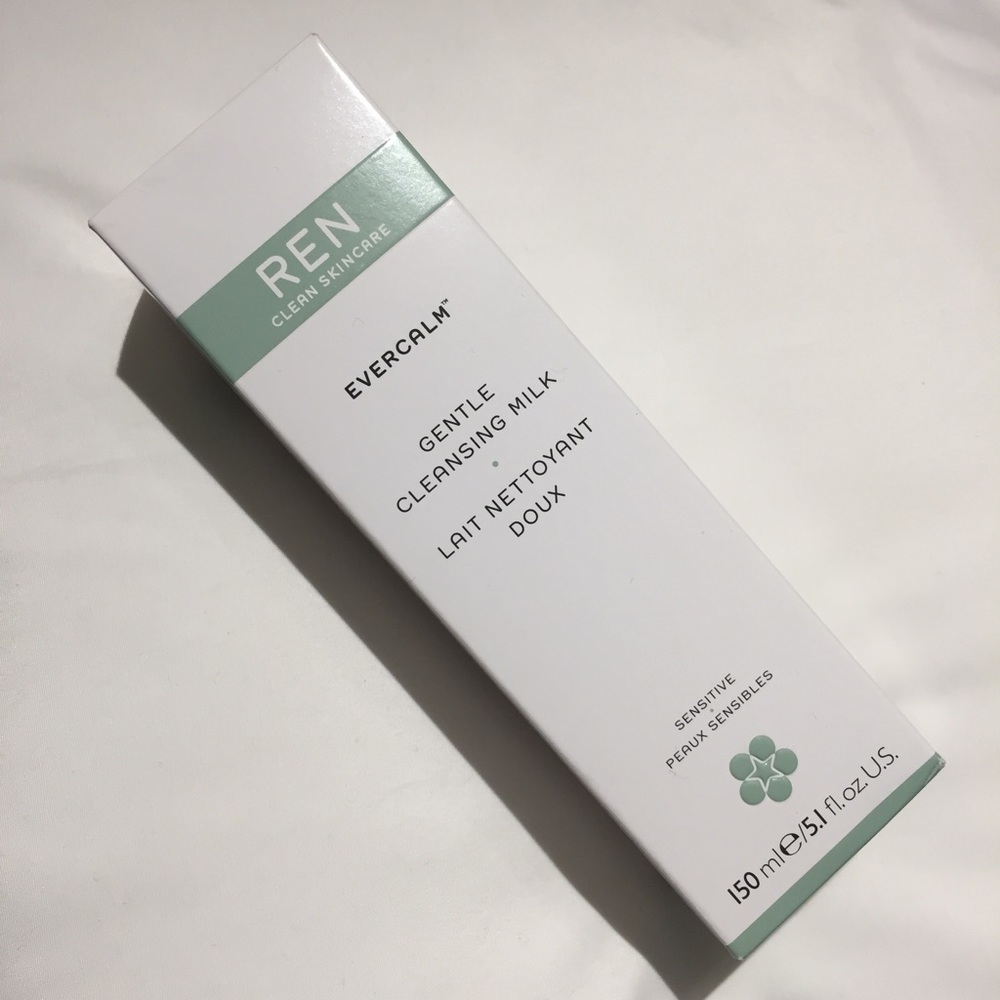 REN
CLEAN SKINCARE
EVERCALM™
GENTLE
CLEANSING MILK
•
LAIT NETTOYANT
DOUX
SENSITIVE
•
PEAUX SENSIBLES
150 ml℮/5.1 fl. oz. U.S.